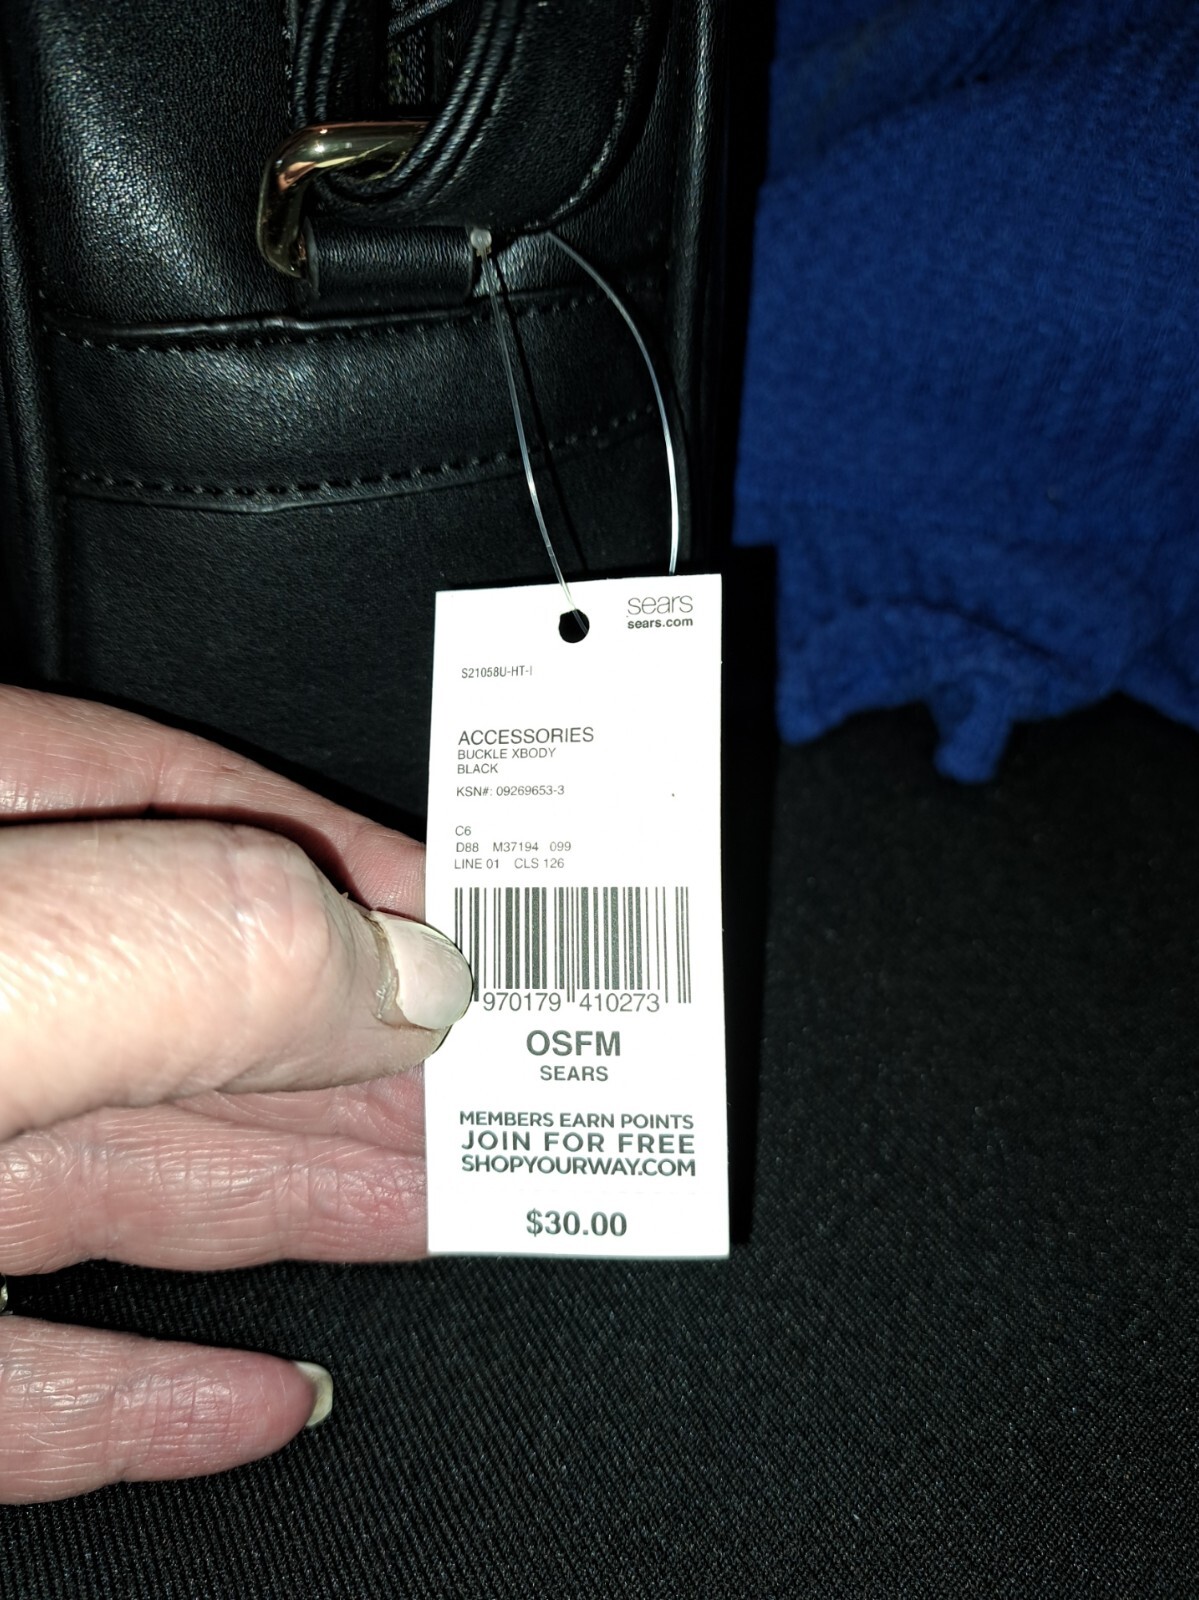 sears
sears.com
S21058U-HT-I
ACCESSORIES
BUCKLE XBODY
BLACK
KSN#: 09269653-3
C6
D88 M37194 099
LINE 01 CLS 126
970179 410273
OSFM
SEARS
MEMBERS EARN POINTS
JOIN FOR FREE
SHOPYOURWAY.COM
$30.00